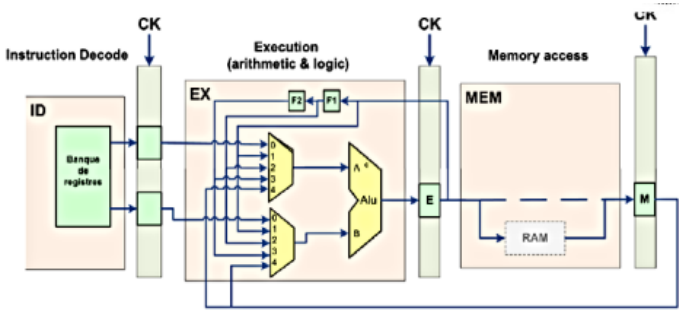 CK
CK
CK
Instruction Decode
Execution
(arithmetic & logic)
Memory access
ID
EX
MEM
F2
F1
Banque
de
registres
0
1
2
3
4
A
Alu
B
0
1
2
3
4
E
RAM
M